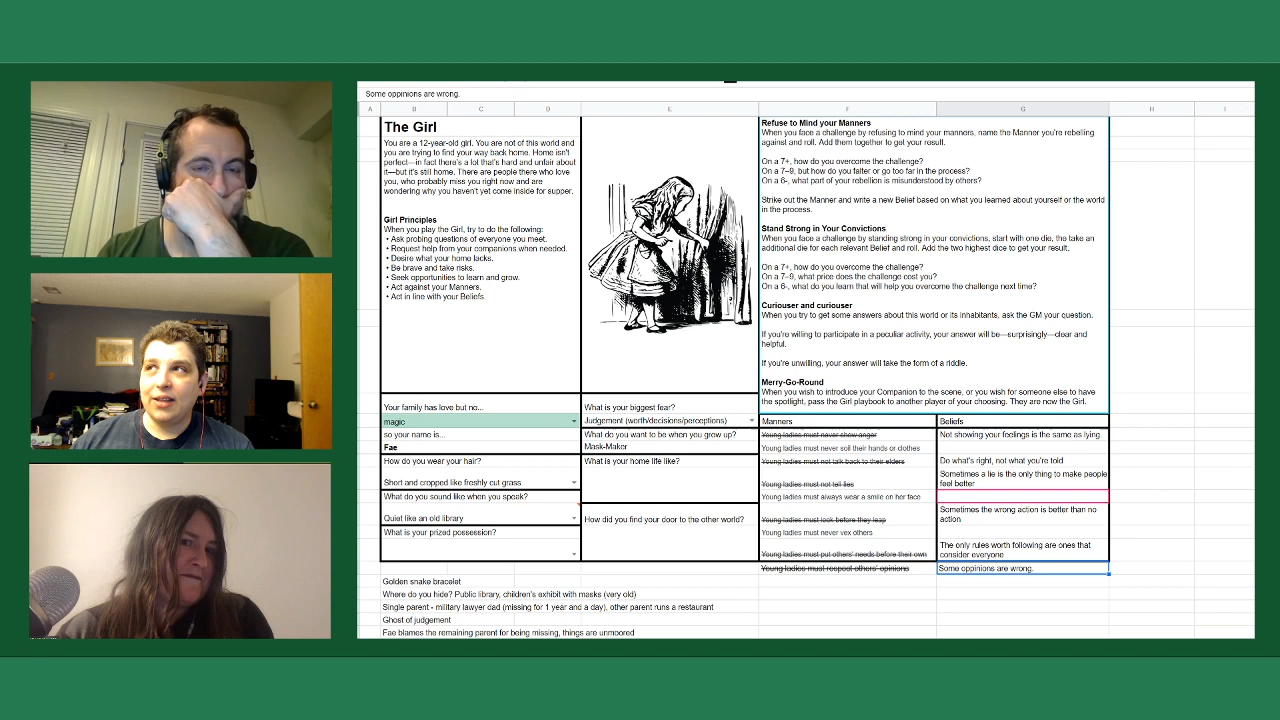 Some oppinions are wrong.
A B C D E F G H I
The Girl
You are a 12-year-old girl. You are not of this world and
you are trying to find your way back home. Home isn't
perfect—in fact there's a lot that's hard and unfair about
it—but it's still home. There are people there who love
you, who probably miss you right now and are
wondering why you haven't yet come inside for supper.
Girl Principles
When you play the Girl, try to do the following:
• Ask probing questions of everyone you meet.
• Request help from your companions when needed.
• Desire what your home lacks.
• Be brave and take risks.
• Seek opportunities to learn and grow.
• Act against your Manners.
• Act in line with your Beliefs.
Refuse to Mind your Manners
When you face a challenge by refusing to mind your manners, name the Manner you're rebelling
against and roll. Add them together to get your result.
On a 7+, how do you overcome the challenge?
On a 7–9, but how do you falter or go too far in the process?
On a 6-, what part of your rebellion is misunderstood by others?
Strike out the Manner and write a new Belief based on what you learned about yourself or the world
in the process.
Stand Strong in Your Convictions
When you face a challenge by standing strong in your convictions, start with one die, the take an
additional die for each relevant Belief and roll. Add the two highest dice to get your result.
On a 7+, how do you overcome the challenge?
On a 7–9, what price does the challenge cost you?
On a 6-, what do you learn that will help you overcome the challenge next time?
Curiouser and curiouser
When you try to get some answers about this world or its inhabitants, ask the GM your question.
If you're willing to participate in a peculiar activity, your answer will be—surprisingly—clear and
helpful.
If you're unwilling, your answer will take the form of a riddle.
Merry-Go-Round
When you wish to introduce your Companion to the scene, or you wish for someone else to have
the spotlight, pass the Girl playbook to another player of your choosing. They are now the Girl.
Your family has love but no...
magic
so your name is...
Fae
How do you wear your hair?
Short and cropped like freshly cut grass
What do you sound like when you speak?
Quiet like an old library
What is your prized possession?
What is your biggest fear?
Judgement (worth/decisions/perceptions)
What do you want to be when you grow up?
Mask-Maker
What is your home life like?
How did you find your door to the other world?
Manners
Young ladies must never show anger
Young ladies must never soil their hands or clothes
Young ladies must not talk back to their elders
Young ladies must not tell lies
Young ladies must always wear a smile on her face
Young ladies must look before they leap
Young ladies must never vex others
Young ladies must put others' needs before their own
Young ladies must respect others' opinions
Beliefs
Not showing your feelings is the same as lying.
Do what's right, not what you're told
Sometimes a lie is the only thing to make people
feel better
Sometimes the wrong action is better than no
action
The only rules worth following are ones that
consider everyone
Some oppinions are wrong.
Golden snake bracelet
Where do you hide? Public library, children's exhibit with masks (very old)
Single parent - military lawyer dad (missing for 1 year and a day), other parent runs a restaurant
Ghost of judgement
Fae blames the remaining parent for being missing, things are unmoored